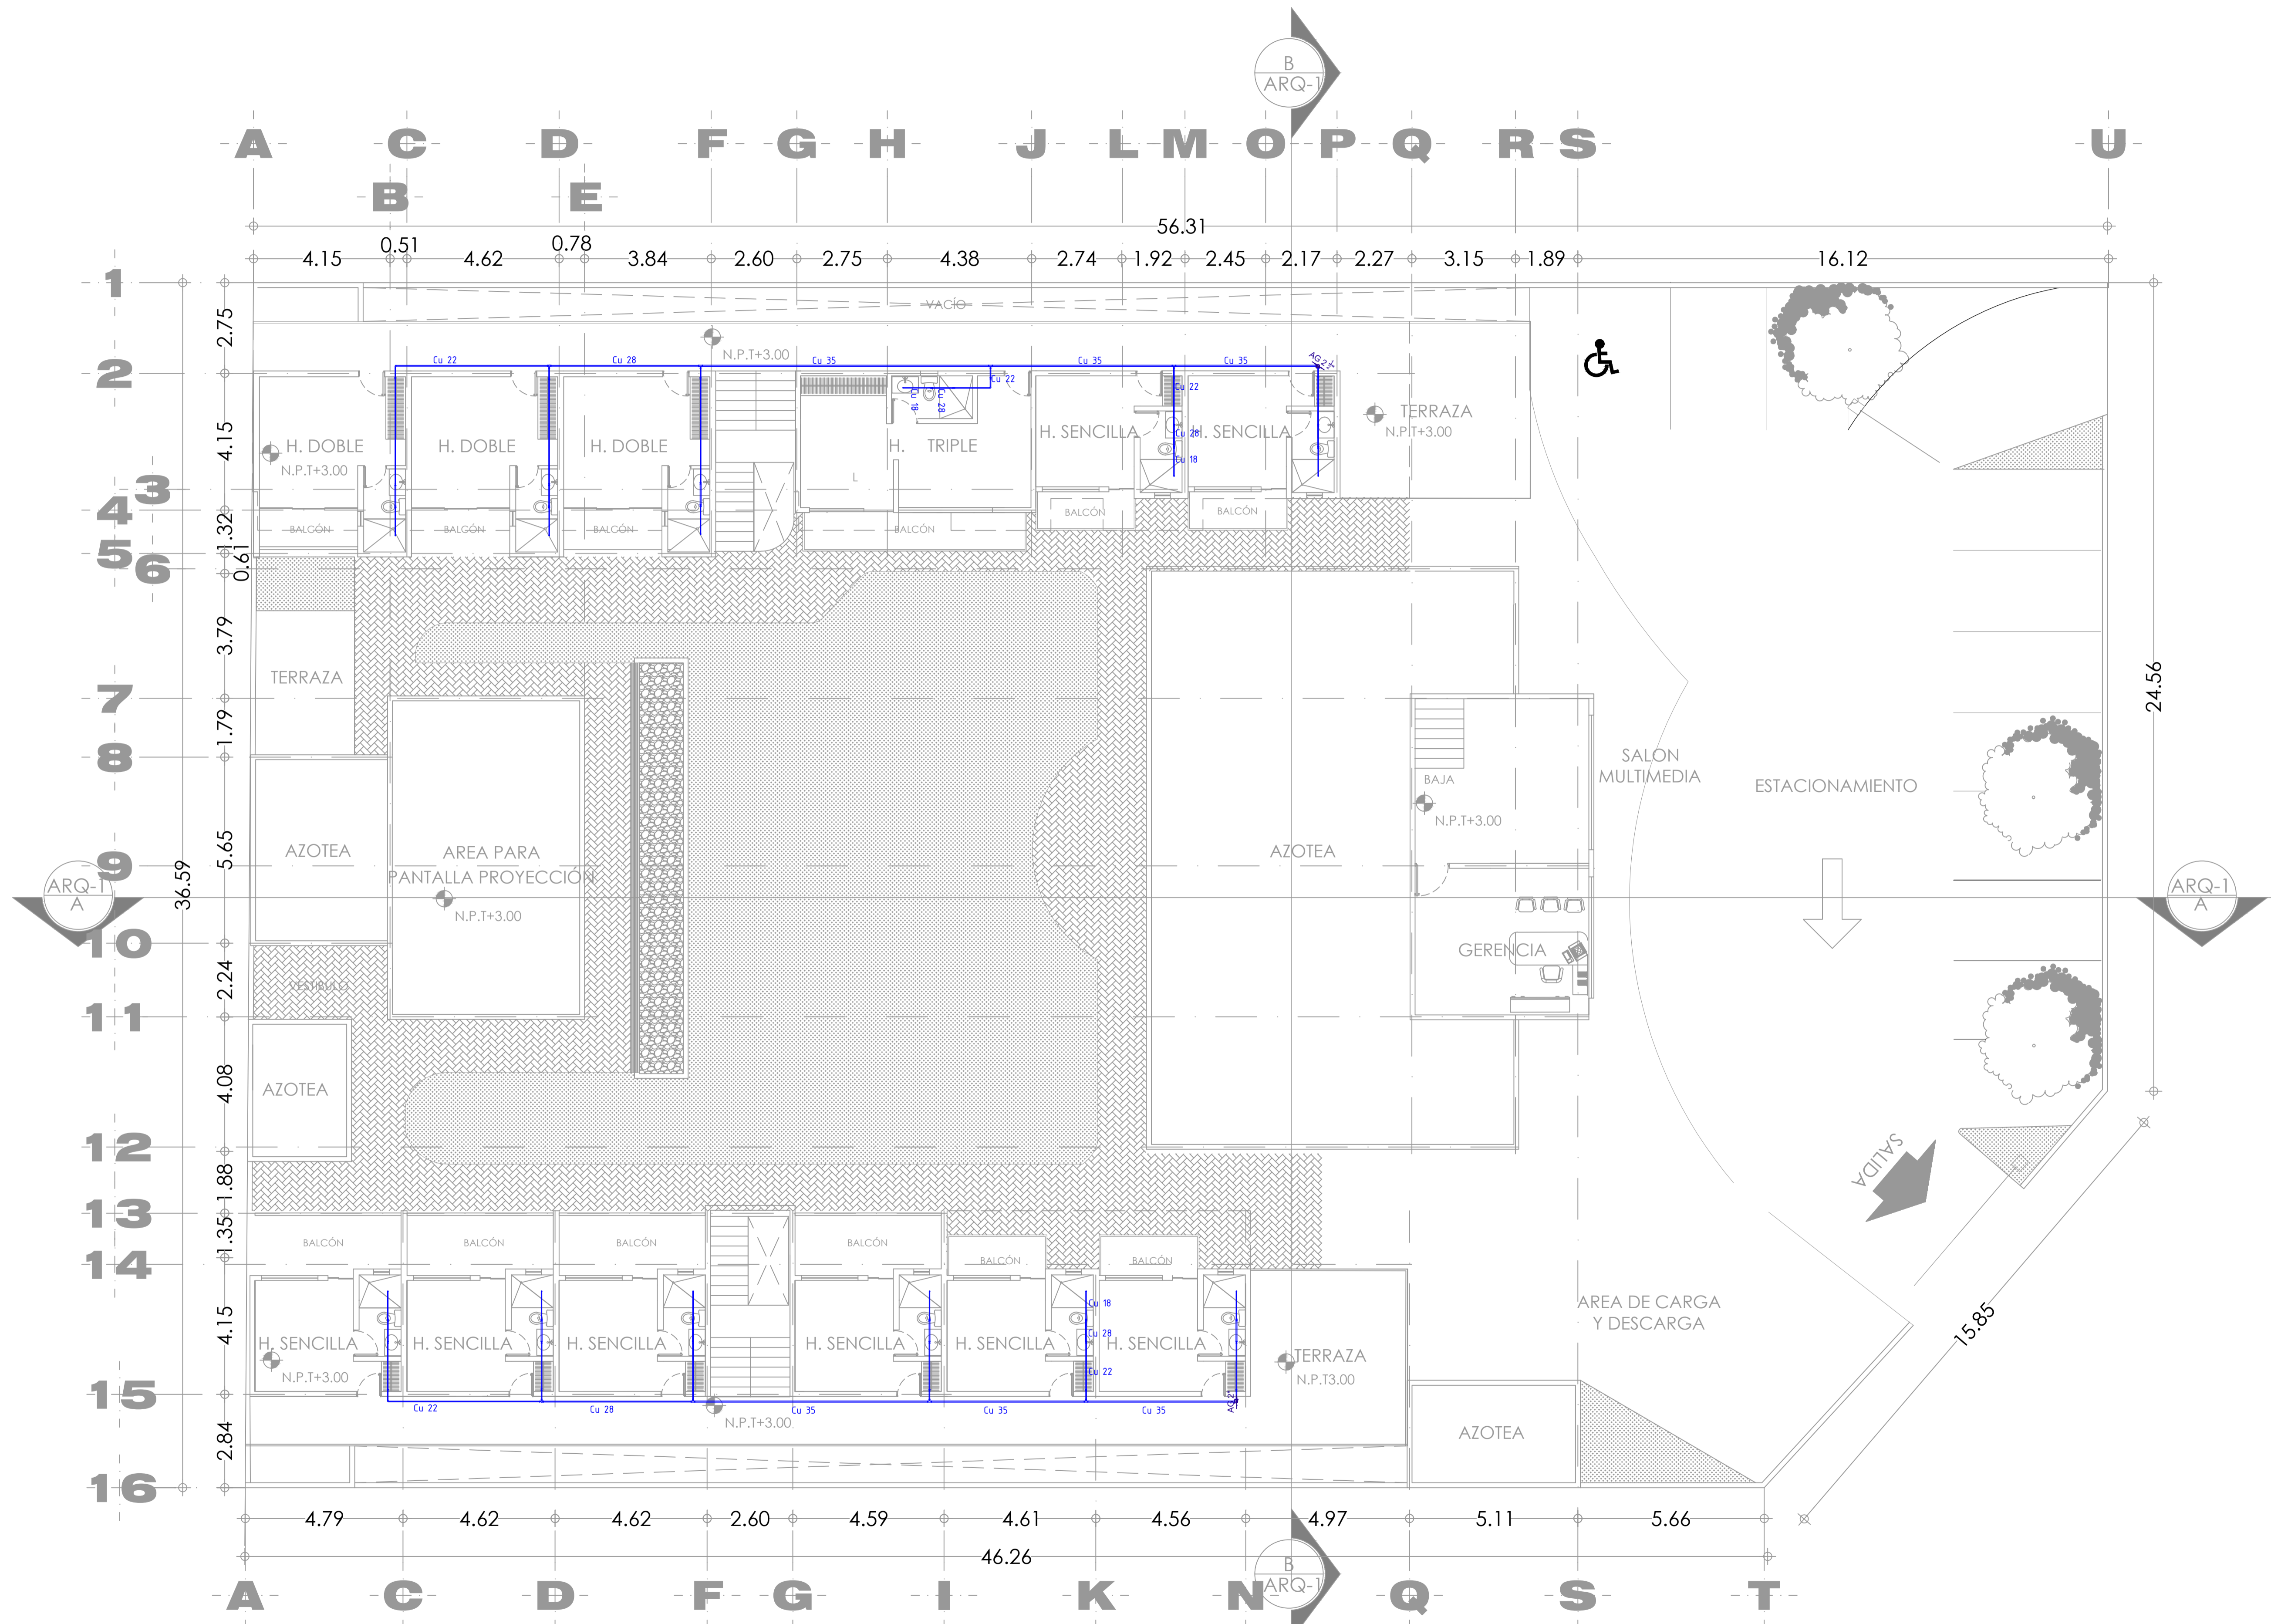 B
ARQ-1
A
C
D
F
G
H
J
L
M
O
P
Q
R
S
U
B
E
56.31
0.51
0.78
4.15
4.62
3.84
2.60
2.75
4.38
2.74
1.92
2.45
2.17
2.27
3.15
1.89
16.12
1
2
3
4
5
6
7
8
9
10
11
12
13
14
15
16
2.75
4.15
1.32
0.61
3.79
1.79
5.65
2.24
4.08
1.88
1.35
4.15
2.84
36.59
24.56
15.85
VACÍO
N.P.T+3.00
Cu 22
Cu 28
Cu 35
Cu 35
Cu 35
AG 2"
Cu 22
Cu 18
Cu 28
Cu 22
Cu 28
Cu 18
H. DOBLE
N.P.T+3.00
H. DOBLE
H. DOBLE
H. TRIPLE
L
H. SENCILLA
H. SENCILLA
TERRAZA
N.P.T+3.00
BALCÓN
BALCÓN
BALCÓN
BALCÓN
BALCÓN
BALCÓN
TERRAZA
AZOTEA
AREA PARA
PANTALLA PROYECCIÓN
N.P.T+3.00
VESTIBULO
AZOTEA
AZOTEA
BAJA
N.P.T+3.00
SALON
MULTIMEDIA
ESTACIONAMIENTO
GERENCIA
ARQ-1
A
ARQ-1
A
SALIDA
BALCÓN
BALCÓN
BALCÓN
BALCÓN
BALCÓN
BALCÓN
H. SENCILLA
N.P.T+3.00
H. SENCILLA
H. SENCILLA
H. SENCILLA
H. SENCILLA
H. SENCILLA
Cu 18
Cu 28
Cu 22
TERRAZA
N.P.T3.00
AREA DE CARGA
Y DESCARGA
Cu 22
Cu 28
Cu 35
Cu 35
Cu 35
AG 2"
N.P.T+3.00
AZOTEA
4.79
4.62
4.62
2.60
4.59
4.61
4.56
4.97
5.11
5.66
46.26
B
ARQ-1
A
C
D
F
G
I
K
N
Q
S
T